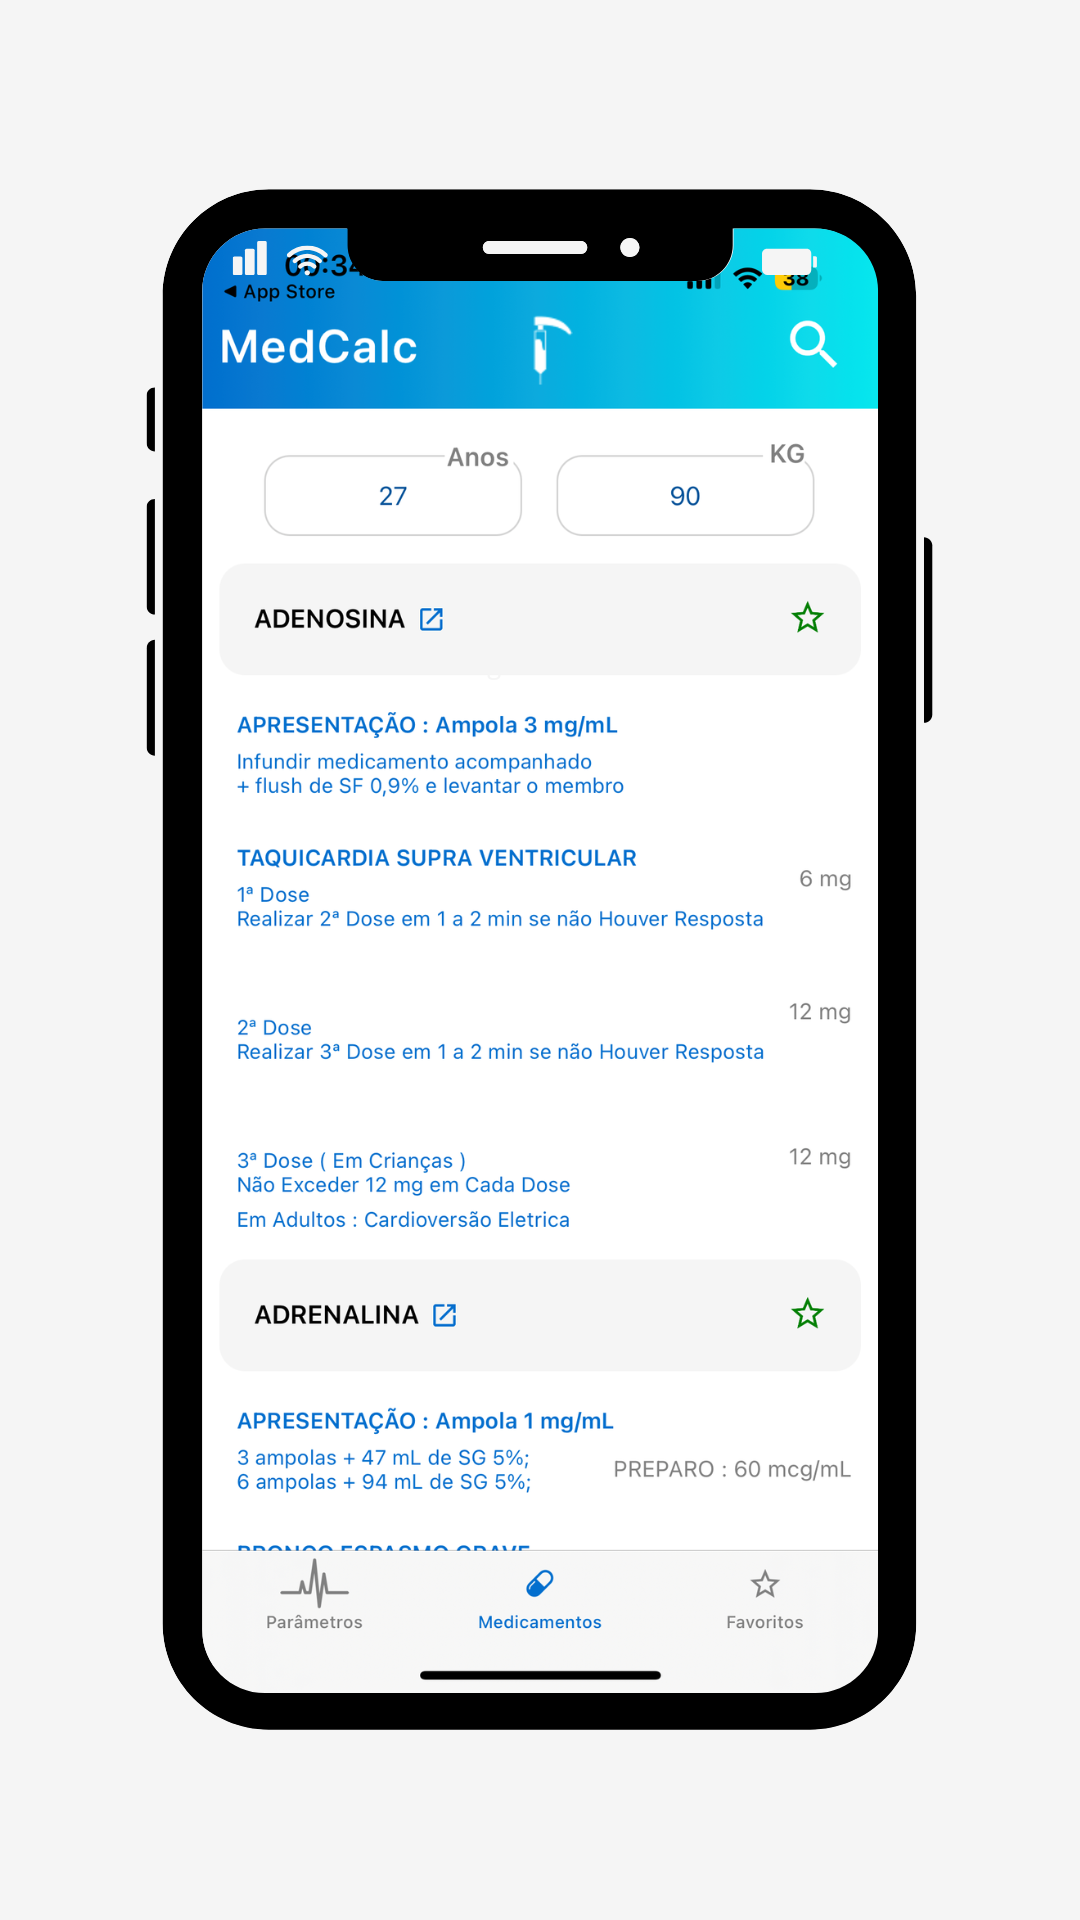 App Store
38
MedCalc
Anos
KG
27
90
ADENOSINA
APRESENTAÇÃO : Ampola 3 mg/mL
Infundir medicamento acompanhado
+ flush de SF 0,9% e levantar o membro
TAQUICARDIA SUPRA VENTRICULAR
6 mg
1ª Dose
Realizar 2ª Dose em 1 a 2 min se não Houver Resposta
12 mg
2ª Dose
Realizar 3ª Dose em 1 a 2 min se não Houver Resposta
12 mg
3ª Dose ( Em Crianças )
Não Exceder 12 mg em Cada Dose
Em Adultos : Cardioversão Eletrica
ADRENALINA
APRESENTAÇÃO : Ampola 1 mg/mL
3 ampolas + 47 mL de SG 5%;
6 ampolas + 94 mL de SG 5%;
PREPARO : 60 mcg/mL
Parâmetros
Medicamentos
Favoritos